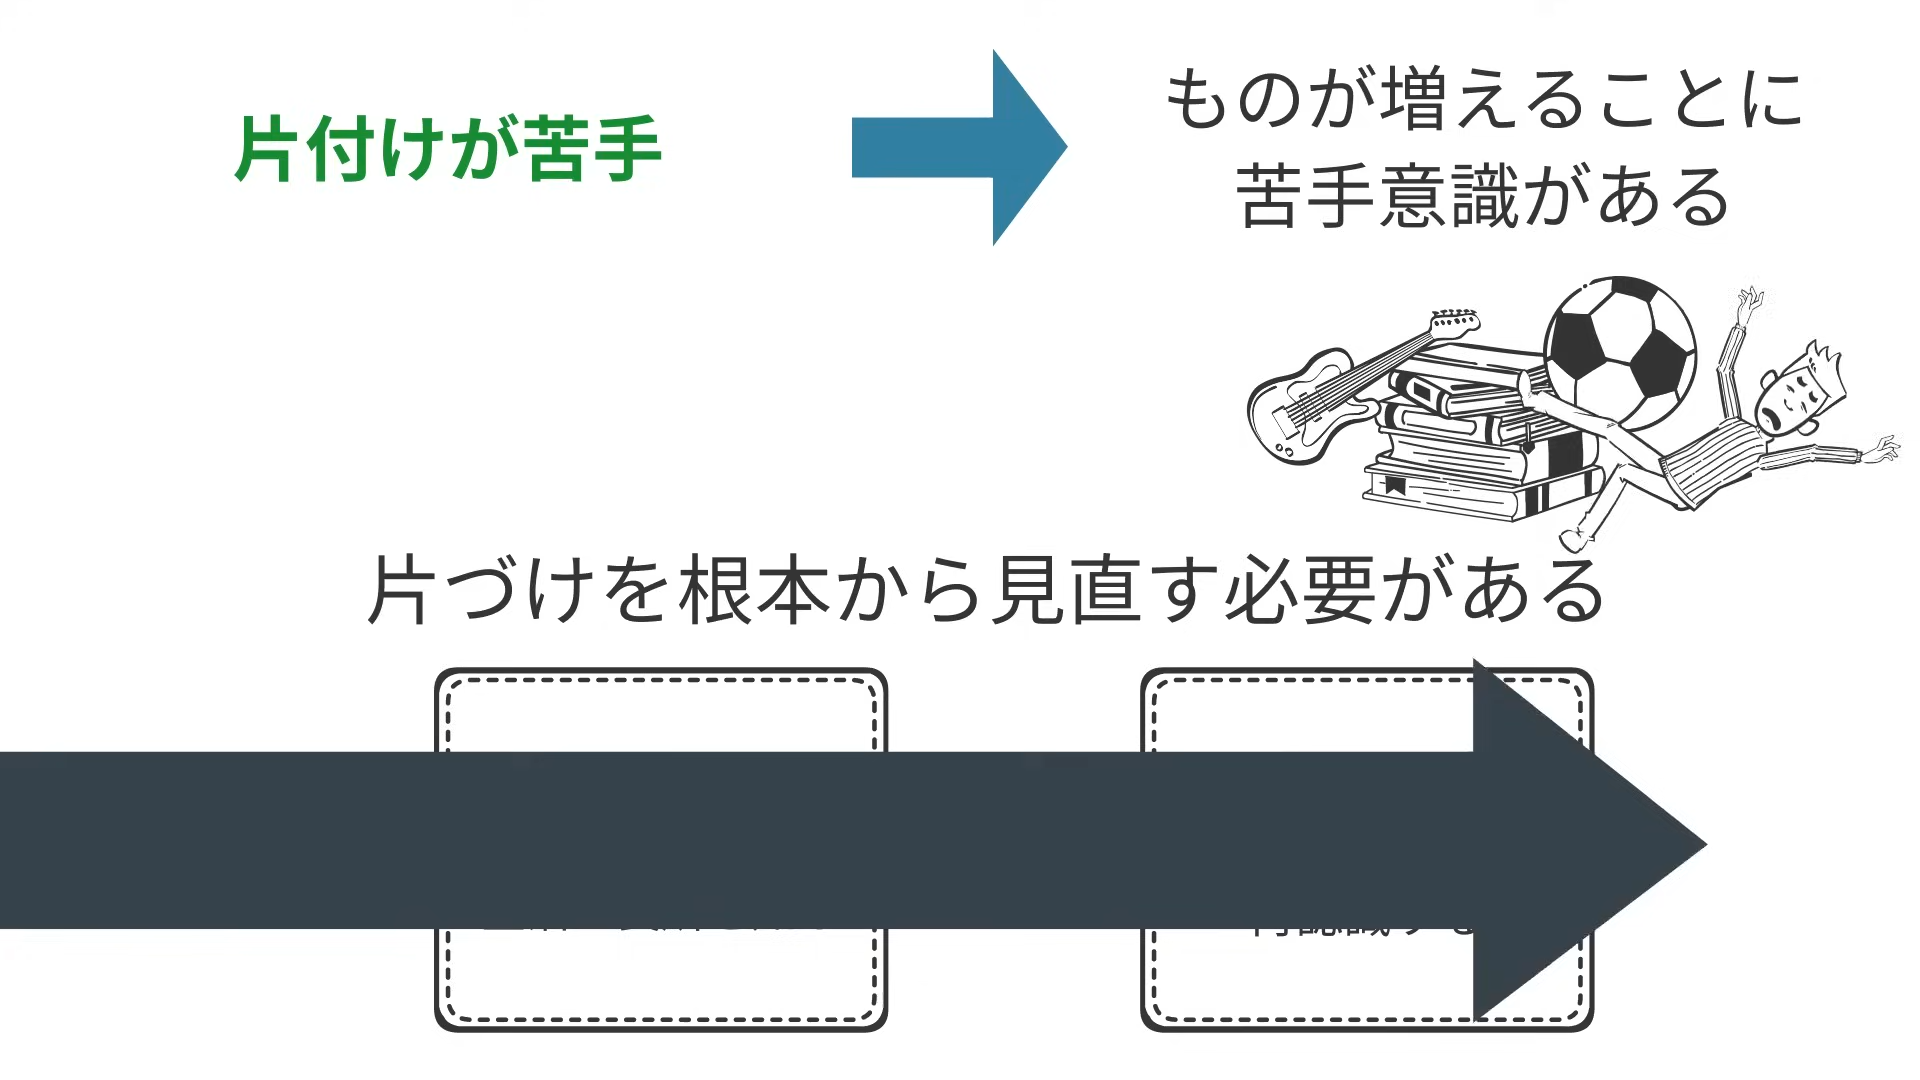 片付けが苦手
ものが増えることに
苦手意識がある
片づけを根本から見直す必要がある